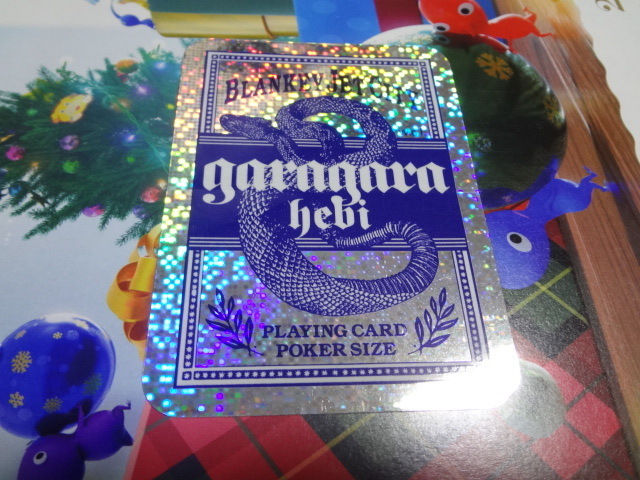 BLANKEY JET CITY
garagara
hebi
PLAYING CARD
POKER SIZE